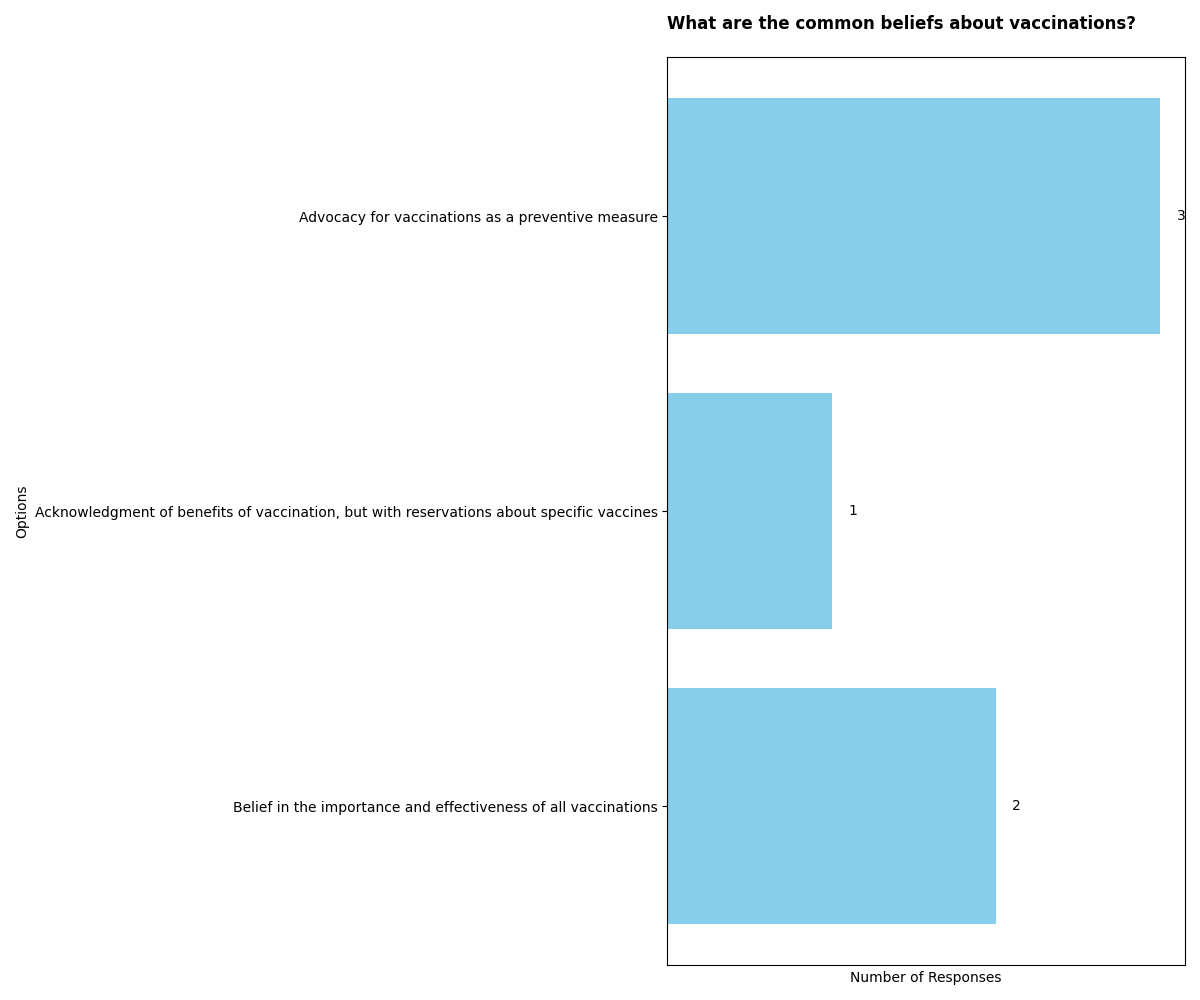 What are the common beliefs about vaccinations?
Advocacy for vaccinations as a preventive measure
3
Options
Acknowledgment of benefits of vaccination, but with reservations about specific vaccines
1
Belief in the importance and effectiveness of all vaccinations
2
Number of Responses